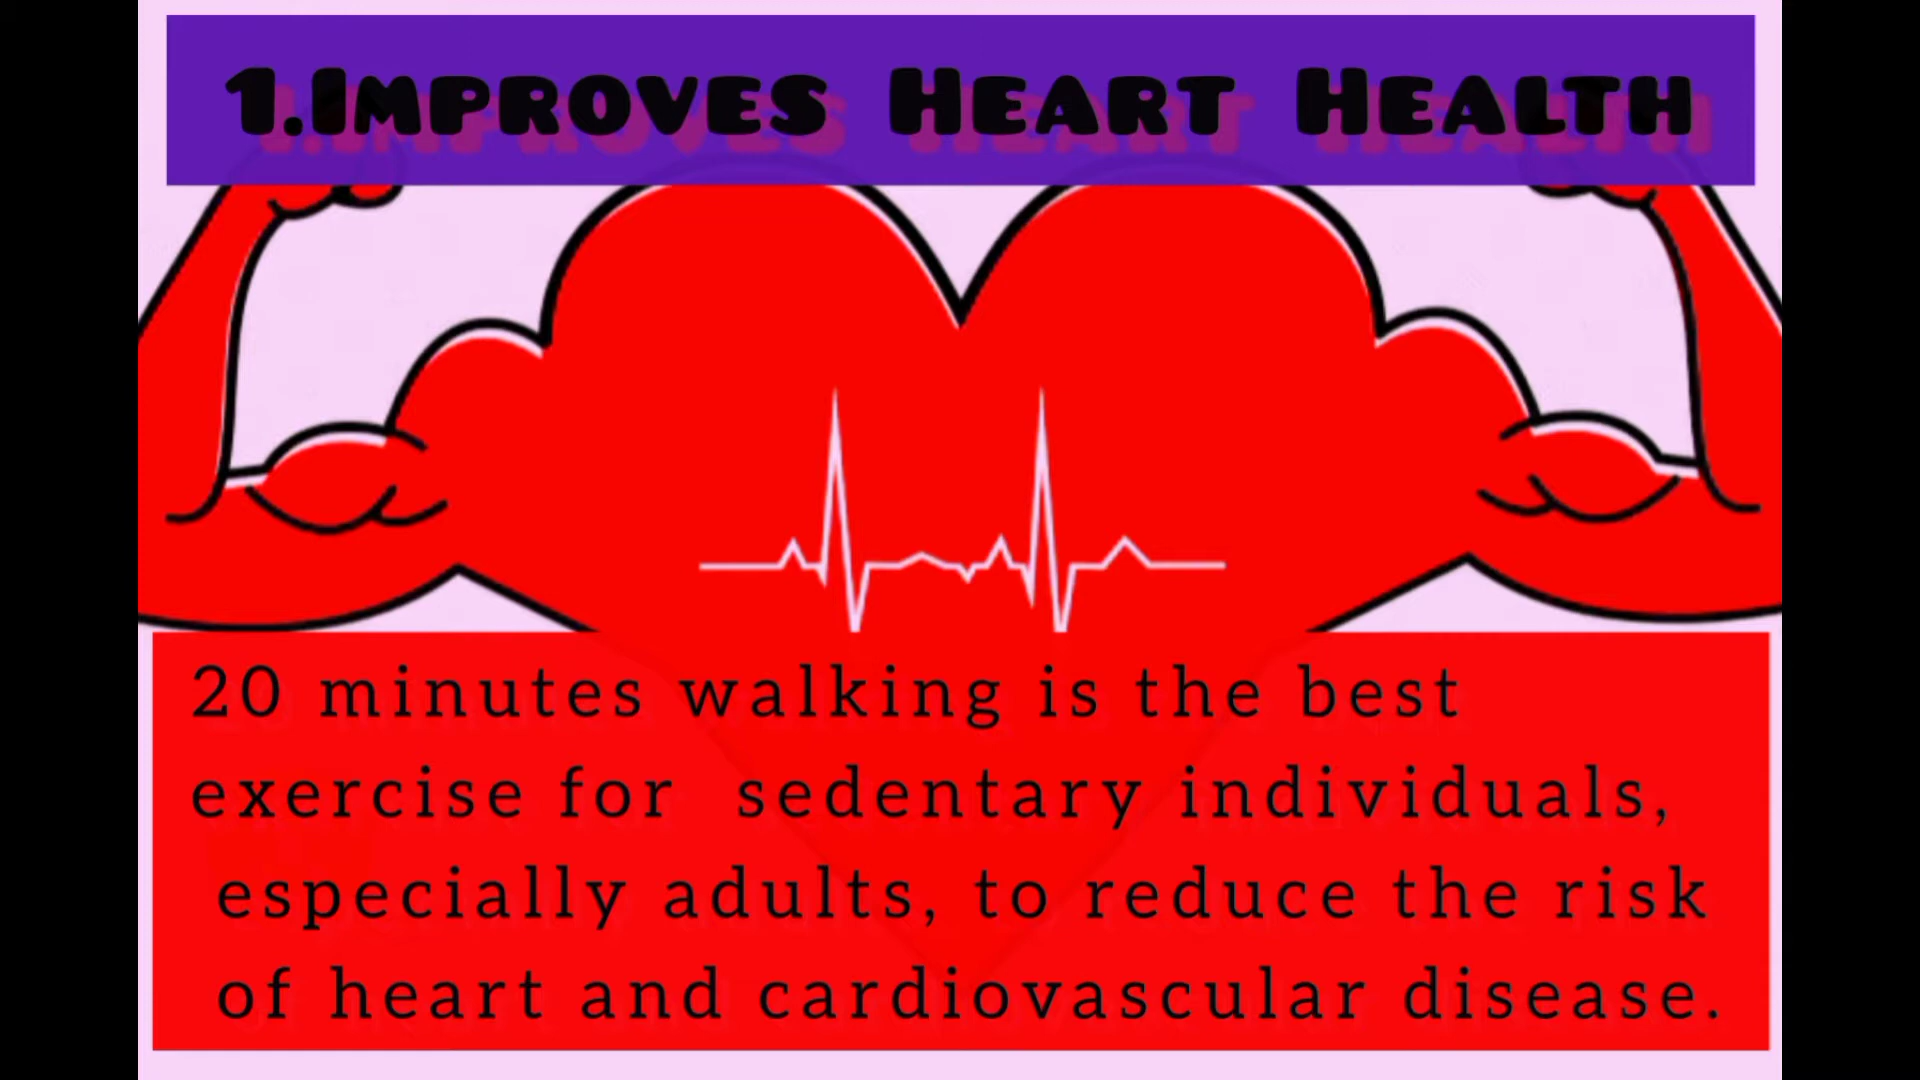 1.Improves Heart Health
20 minutes walking is the best
exercise for sedentary individuals,
especially adults, to reduce the risk
of heart and cardiovascular disease.